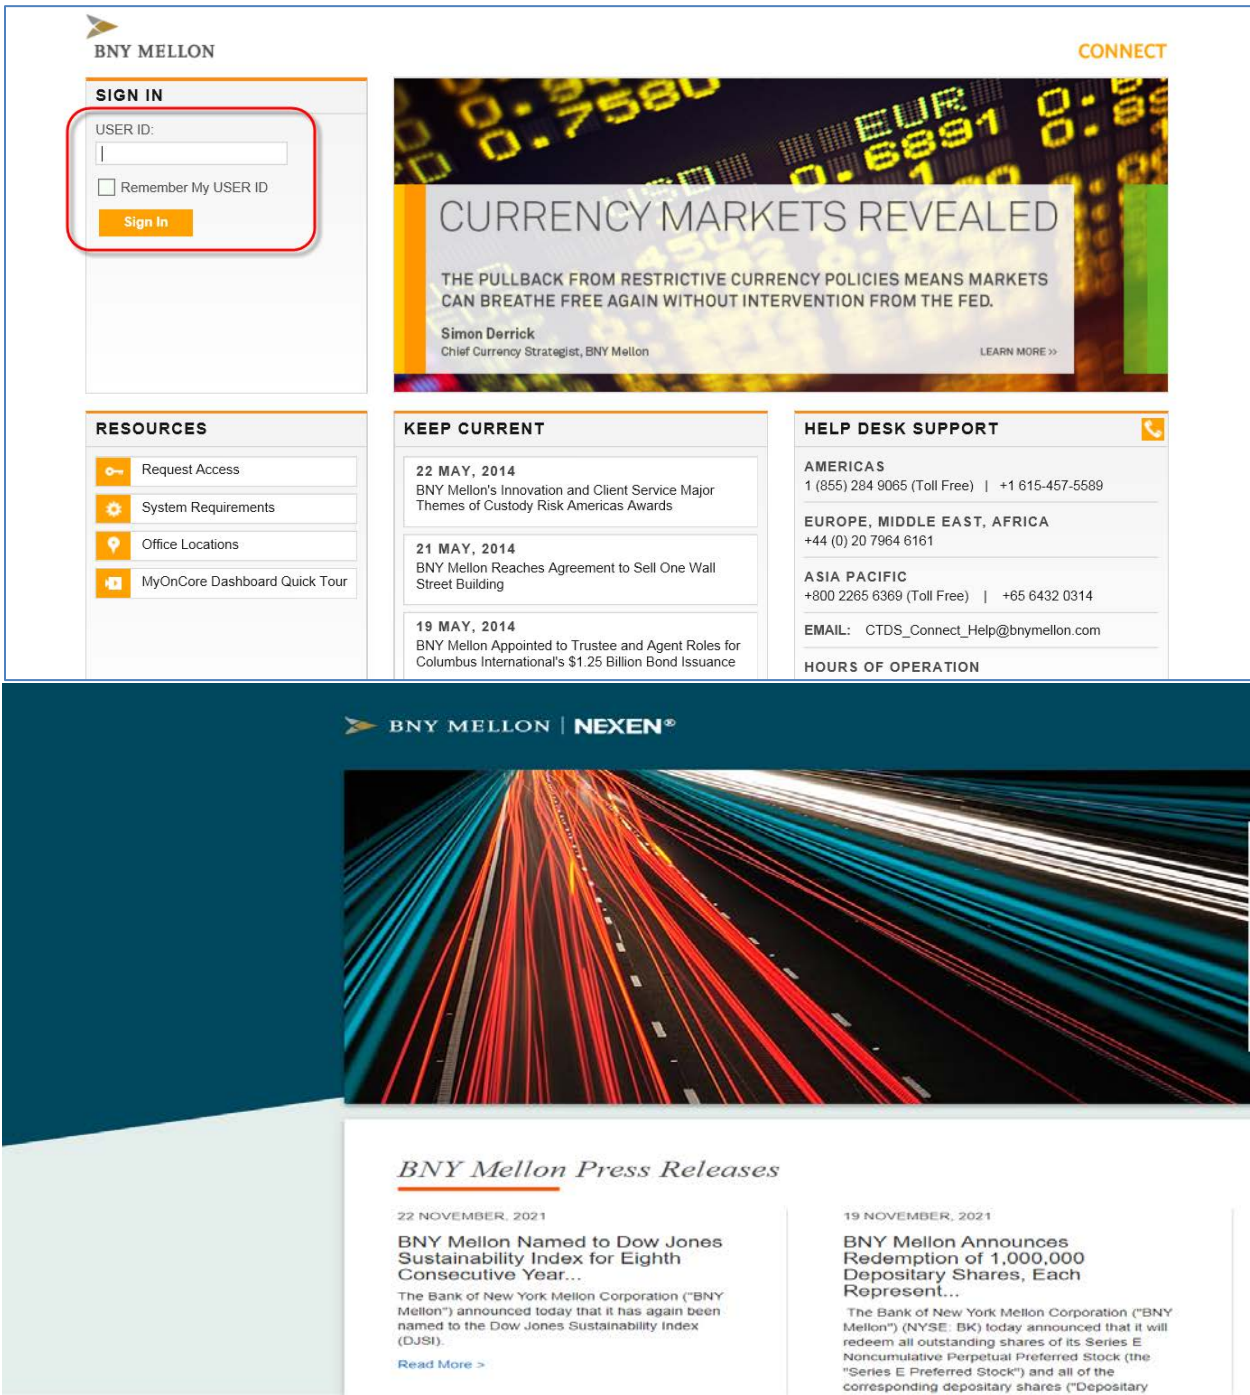 BNY MELLON
CONNECT
SIGN IN
USER ID:
Remember My USER ID
Sign In
EUR
0.7580
0.6891
USD
CURRENCY MARKETS REVEALED
THE PULLBACK FROM RESTRICTIVE CURRENCY POLICIES MEANS MARKETS
CAN BREATHE FREE AGAIN WITHOUT INTERVENTION FROM THE FED.
Simon Derrick
Chief Currency Strategist, BNY Mellon
LEARN MORE >>
RESOURCES
Request Access
System Requirements
Office Locations
MyOnCore Dashboard Quick Tour
KEEP CURRENT
22 MAY, 2014
BNY Mellon's Innovation and Client Service Major
Themes of Custody Risk Americas Awards
21 MAY, 2014
BNY Mellon Reaches Agreement to Sell One Wall
Street Building
19 MAY, 2014
BNY Mellon Appointed to Trustee and Agent Roles for
Columbus International's $1.25 Billion Bond Issuance
HELP DESK SUPPORT
AMERICAS
1 (855) 284 9065 (Toll Free) | +1 615-457-5589
EUROPE, MIDDLE EAST, AFRICA
+44 (0) 20 7964 6161
ASIA PACIFIC
+800 2265 6369 (Toll Free) | +65 6432 0314
EMAIL: CTDS_Connect_Help@bnymellon.com
HOURS OF OPERATION
BNY MELLON | NEXEN®
BNY Mellon Press Releases
22 NOVEMBER, 2021
BNY Mellon Named to Dow Jones
Sustainability Index for Eighth
Consecutive Year...
The Bank of New York Mellon Corporation ("BNY
Mellon") announced today that it has again been
named to the Dow Jones Sustainability Index
(DJSI).
Read More >
19 NOVEMBER, 2021
BNY Mellon Announces
Redemption of 1,000,000
Depositary Shares, Each
Represent...
The Bank of New York Mellon Corporation ("BNY
Mellon") (NYSE: BK) today announced that it will
redeem all outstanding shares of its Series E
Noncumulative Perpetual Preferred Stock (the
"Series E Preferred Stock") and all of the
corresponding depositary shares ("Depositary